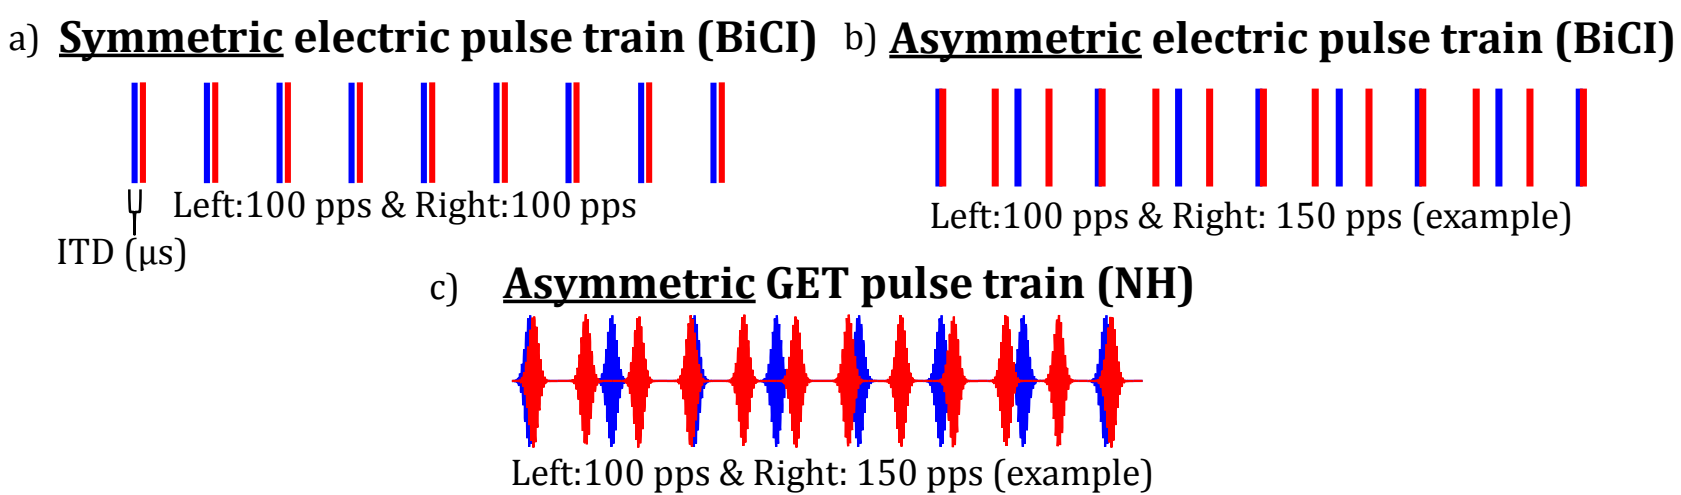 a) Symmetric electric pulse train (BiCI)
b) Asymmetric electric pulse train (BiCI)
Left:100 pps & Right:100 pps
ITD (μs)
Left:100 pps & Right: 150 pps (example)
c) Asymmetric GET pulse train (NH)
Left:100 pps & Right: 150 pps (example)